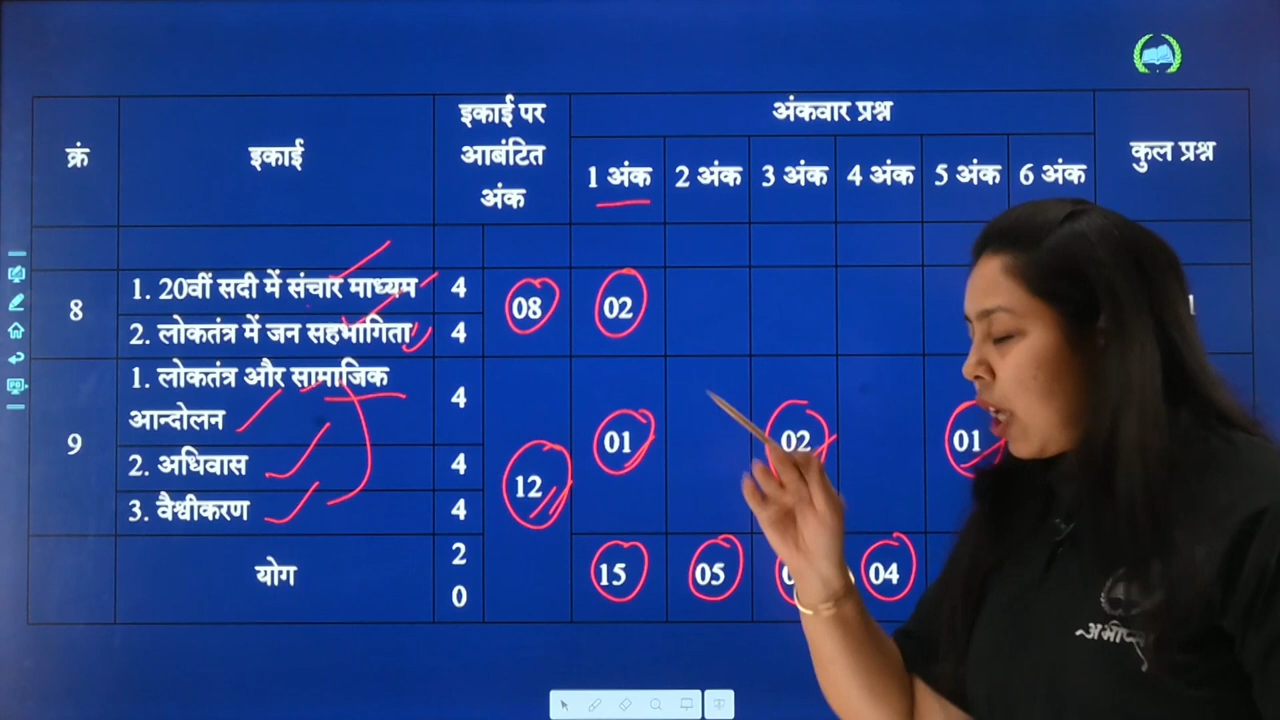 क्रं
इकाई
इकाई पर
आबंटित
अंक
अंकवार प्रश्न
1 अंक 2 अंक 3 अंक 4 अंक 5 अंक 6 अंक
कुल प्रश्न
8
1. 20वीं सदी में संचार माध्यम 4
2. लोकतंत्र में जन सहभागिता 4
08 02
9
1. लोकतंत्र और सामाजिक
आन्दोलन
4
2. अधिवास 4
3. वैश्वीकरण 4
12 01 02 01
योग
2
0
15 05 04
अभीप्सा